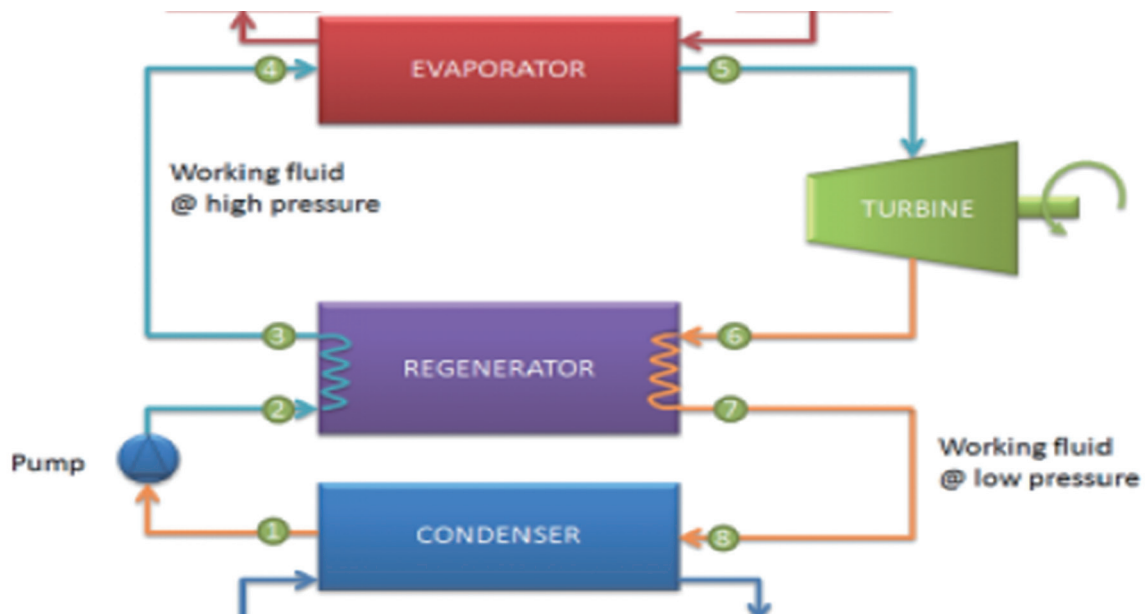 EVAPORATOR
4
5
Working fluid
@ high pressure
TURBINE
3
6
REGENERATOR
2
7
Pump
Working fluid
@ low pressure
1
CONDENSER
8